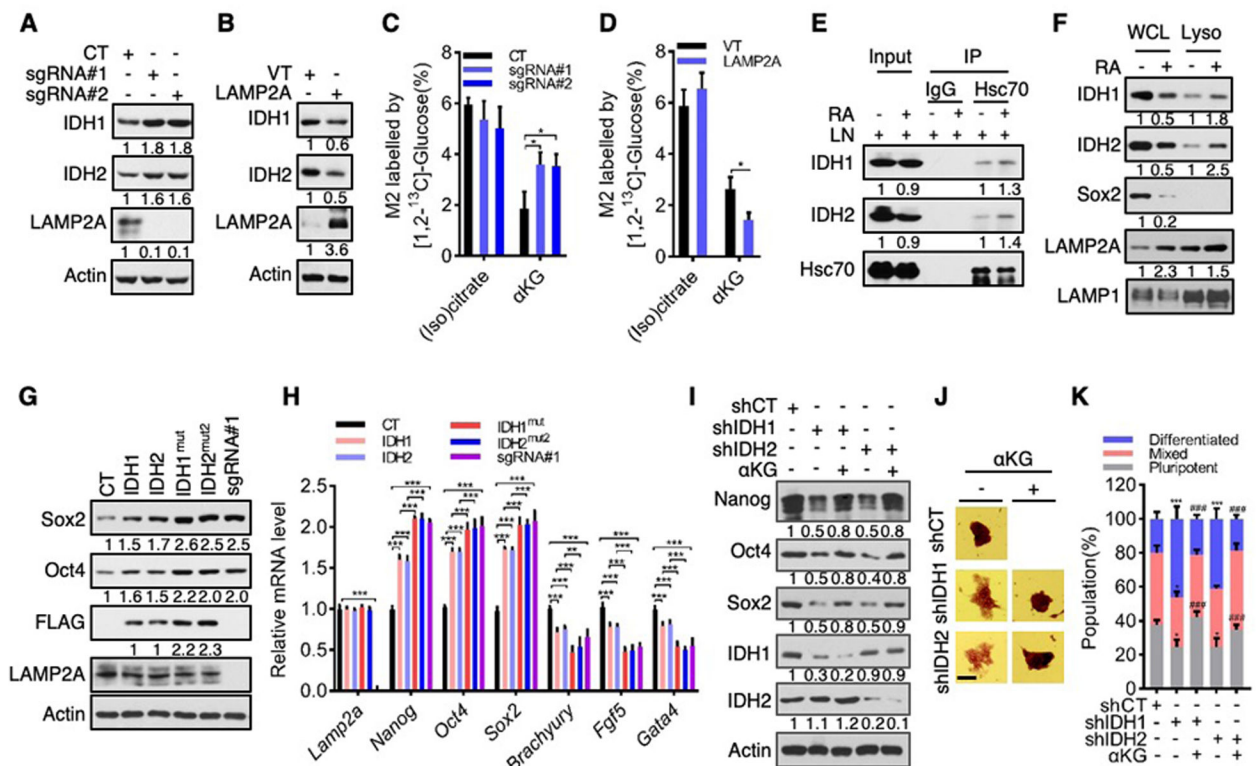 A
CT + - -
sgRNA#1 - + -
sgRNA#2 - - +
IDH1
1 1.8 1.8
IDH2
1 1.6 1.6
LAMP2A
1 0.1 0.1
Actin
B
VT + -
LAMP2A - +
IDH1
1 0.6
IDH2
1 0.5
LAMP2A
1 3.6
Actin
C
M2 labelled by
[1,2-¹³C]-Glucose(%)
8
6
4
2
0
CT
sgRNA#1
sgRNA#2
*
*
(Iso)citrate
αKG
D
M2 labelled by
[1,2-¹³C]-Glucose(%)
8
6
4
2
0
VT
LAMP2A
*
(Iso)citrate
αKG
E
Input IP
IgG Hsc70
RA - + - + - +
LN + + + + + +
IDH1
1 0.9 1 1.3
IDH2
1 0.9 1 1.4
Hsc70
F
WCL Lyso
RA - + - +
IDH1
1 0.5 1 1.8
IDH2
1 0.5 1 2.5
Sox2
1 0.2
LAMP2A
1 2.3 1 1.5
LAMP1
G
CT IDH1 IDH2 IDH1mut IDH2mut2 sgRNA#1
Sox2
1 1.5 1.7 2.6 2.5 2.5
Oct4
1 1.6 1.5 2.2 2.0 2.0
FLAG
1 1 2.2 2.3
LAMP2A
Actin
H
CT
IDH1
IDH2
IDH1mut
IDH2mut2
sgRNA#1
Relative mRNA level
2.5
2.0
1.5
1.0
0.5
0.0
Lamp2a
Nanog
Oct4
Sox2
Brachyury
Fgf5
Gata4
I
shCT + - - - -
shIDH1 - + + - -
shIDH2 - - - + +
αKG - - + - +
Nanog
1 0.5 0.8 0.5 0.8
Oct4
1 0.5 0.8 0.4 0.8
Sox2
1 0.5 0.8 0.5 0.9
IDH1
1 0.3 0.2 0.9 0.9
IDH2
1 1.1 1.2 0.2 0.1
Actin
J
αKG
- +
shCT
shIDH1
shIDH2
K
Differentiated
Mixed
Pluripotent
Population(%)
120
100
80
60
40
20
0
*** ### *** ###
* ### * ###
shCT + - - - -
shIDH1 - + + - -
shIDH2 - - - + +
αKG - - + - +